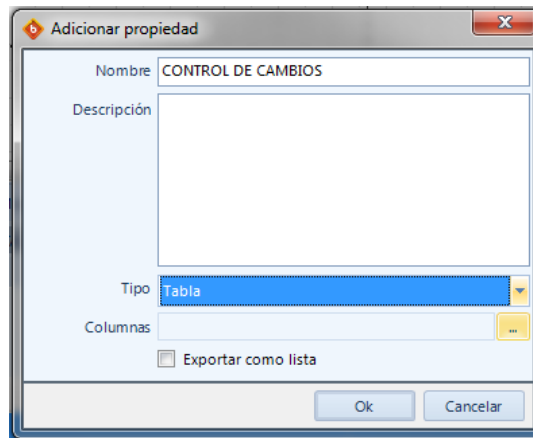 Adicionar propiedad
Nombre CONTROL DE CAMBIOS
Descripción
Tipo Tabla
Columnas ...
Exportar como lista
Ok Cancelar